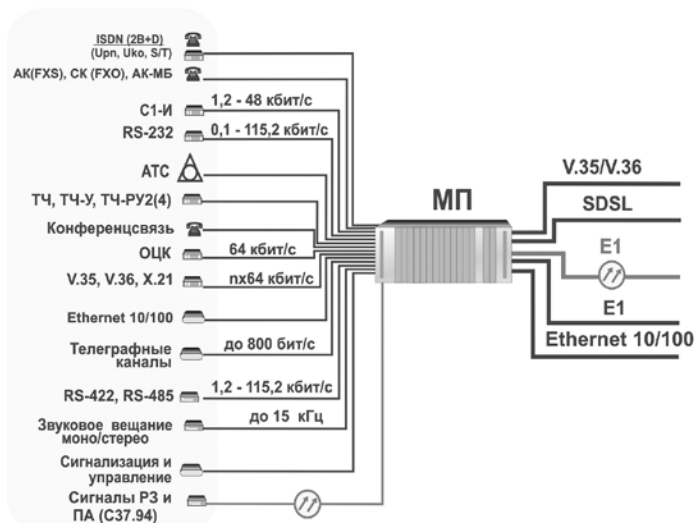 ISDN (2B+D)
(Upn, Uko, S/T)
АК(FXS), СК (FXO), АК-МБ
С1-И 1,2 - 48 кбит/с
RS-232 0,1 - 115,2 кбит/с
АТС
ТЧ, ТЧ-У, ТЧ-РУ2(4)
Конференцсвязь
ОЦК 64 кбит/с
V.35, V.36, X.21 nx64 кбит/с
Ethernet 10/100
Телеграфные
каналы
до 800 бит/с
RS-422, RS-485 1,2 - 115,2 кбит/с
Звуковое вещание
моно/стерео
до 15 кГц
Сигнализация и
управление
Сигналы РЗ и
ПА (С37.94)
МП
V.35/V.36
SDSL
E1
E1
Ethernet 10/100